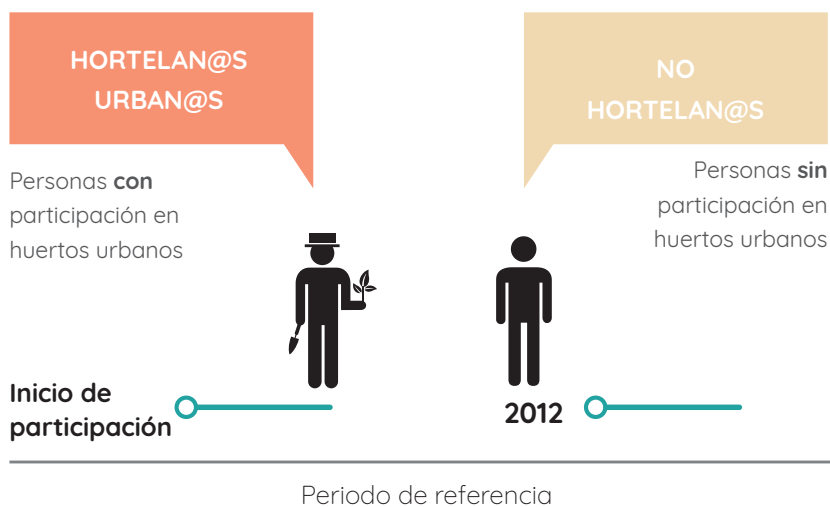 HORTELAN@S
URBAN@S
Personas con
participación en
huertos urbanos
NO
HORTELAN@S
Personas sin
participación en
huertos urbanos
Inicio de
participación
2012
Periodo de referencia